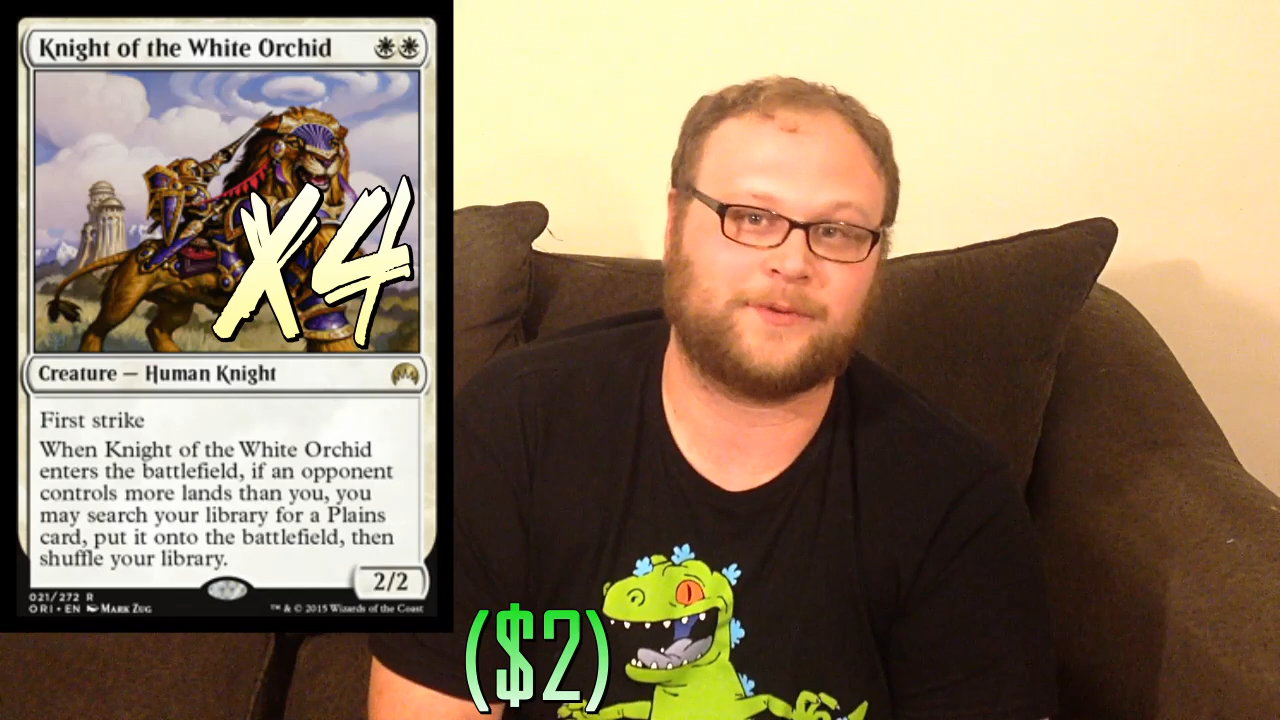 Knight of the White Orchid
X4
Creature — Human Knight
First strike
When Knight of the White Orchid
enters the battlefield, if an opponent
controls more lands than you, you
may search your library for a Plains
card, put it onto the battlefield, then
shuffle your library.
2/2
021/272 R
ORI • EN Mark Zug
™ & © 2015 Wizards of the Coast
($2)